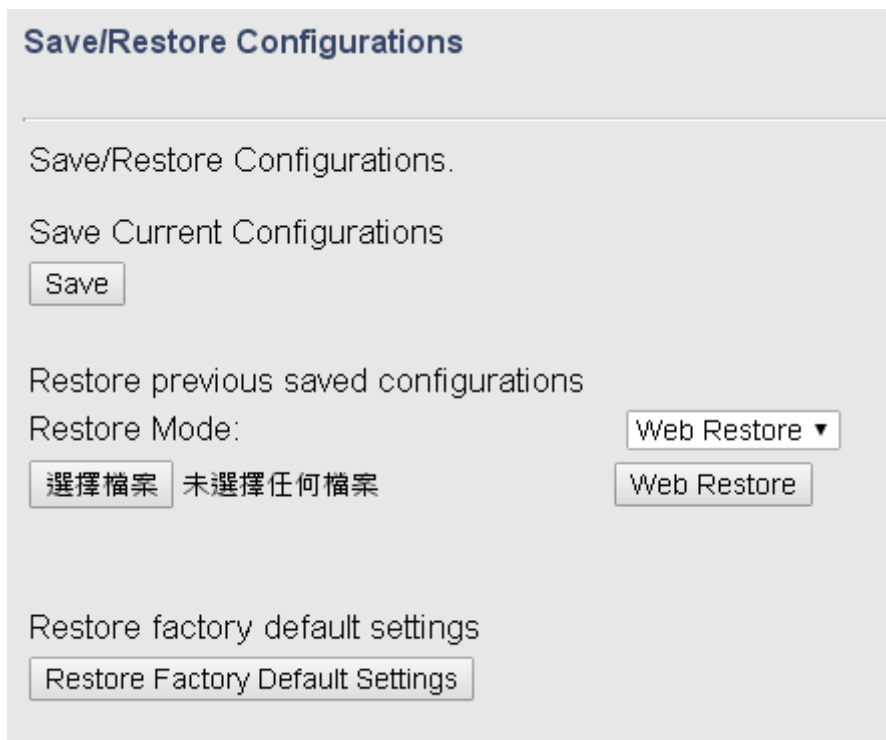 Save/Restore Configurations
Save/Restore Configurations.
Save Current Configurations
Save
Restore previous saved configurations
Restore Mode: Web Restore
選擇檔案 未選擇任何檔案 Web Restore
Restore factory default settings
Restore Factory Default Settings